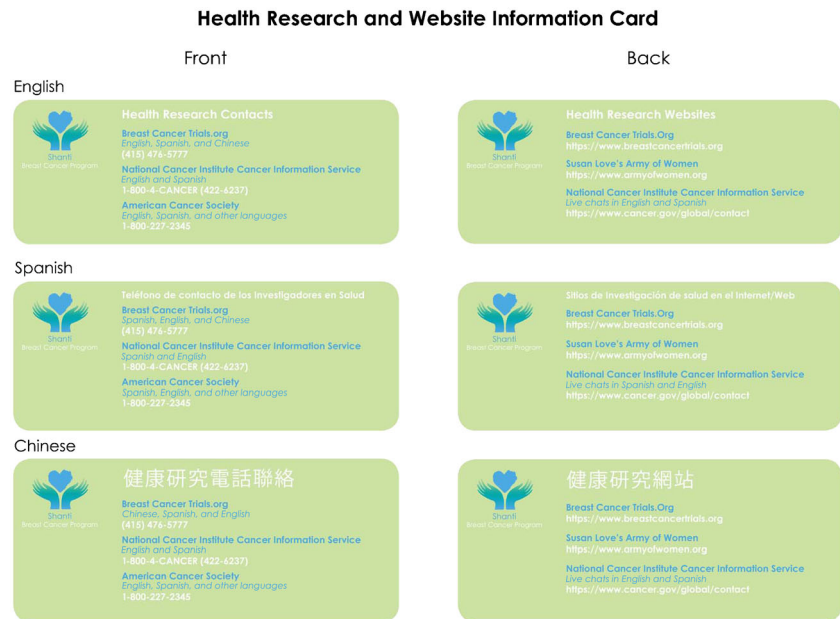 Health Research and Website Information Card
Front
Back
English
Shanti
Breast Cancer Program
Health Research Contacts
Breast Cancer Trials.org
English, Spanish, and Chinese
(415) 476-5777
National Cancer Institute Cancer Information Service
English and Spanish
1-800-4-CANCER (422-6237)
American Cancer Society
English, Spanish, and other languages
1-800-227-2345
Shanti
Breast Cancer Program
Health Research Websites
Breast Cancer Trials.Org
https://www.breastcancertrials.org
Susan Love's Army of Women
https://www.armyofwomen.org
National Cancer Institute Cancer Information Service
Live chats in English and Spanish
https://www.cancer.gov/global/contact
Spanish
Shanti
Breast Cancer Program
Teléfono de contacto de los Investigadores en Salud
Breast Cancer Trials.org
Spanish, English, and Chinese
(415) 476-5777
National Cancer Institute Cancer Information Service
Spanish and English
1-800-4-CANCER (422-6237)
American Cancer Society
Spanish, English, and other languages
1-800-227-2345
Shanti
Breast Cancer Program
Sitios de Investigación de salud en el Internet/Web
Breast Cancer Trials.Org
https://www.breastcancertrials.org
Susan Love's Army of Women
https://www.armyofwomen.org
National Cancer Institute Cancer Information Service
Live chats in Spanish and English
https://www.cancer.gov/global/contact
Chinese
Shanti
Breast Cancer Program
健康研究電話聯絡
Breast Cancer Trials.org
Chinese, Spanish, and English
(415) 476-5777
National Cancer Institute Cancer Information Service
English and Spanish
1-800-4-CANCER (422-6237)
American Cancer Society
English, Spanish, and other languages
1-800-227-2345
Shanti
Breast Cancer Program
健康研究網站
Breast Cancer Trials.Org
https://www.breastcancertrials.org
Susan Love's Army of Women
https://www.armyofwomen.org
National Cancer Institute Cancer Information Service
Live chats in English and Spanish
https://www.cancer.gov/global/contact